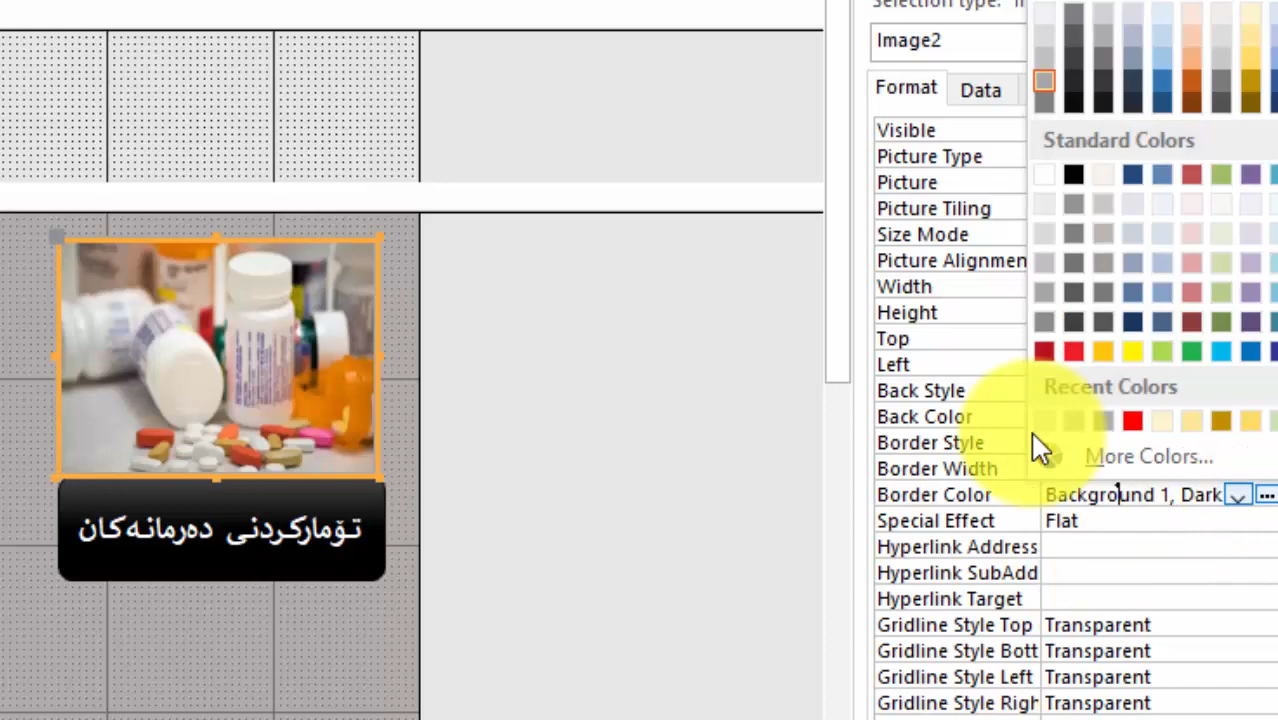 Selection type:
Image2
Format
Data
Visible
Picture Type
Picture
Picture Tiling
Size Mode
Picture Alignmen
Width
Height
Top
Left
Back Style
Back Color
Border Style
Border Width
Border Color
Background 1, Dark
Special Effect
Flat
Hyperlink Address
Hyperlink SubAdd
Hyperlink Target
Gridline Style Top
Transparent
Gridline Style Bott
Transparent
Gridline Style Left
Transparent
Gridline Style Righ
Transparent
Standard Colors
Recent Colors
More Colors...
تۆمارکردنی دەرمانەکان